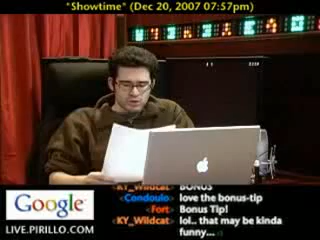 *Showtime* (Dec 20, 2007 07:57pm)
<KY_Wildcat> BONUS
<Condoulo> love the bonus-tip
<Fort> Bonus Tip!
<KY_Wildcat> lol.. that may be kinda funny... :)
Google
LIVE.PIRILLO.COM